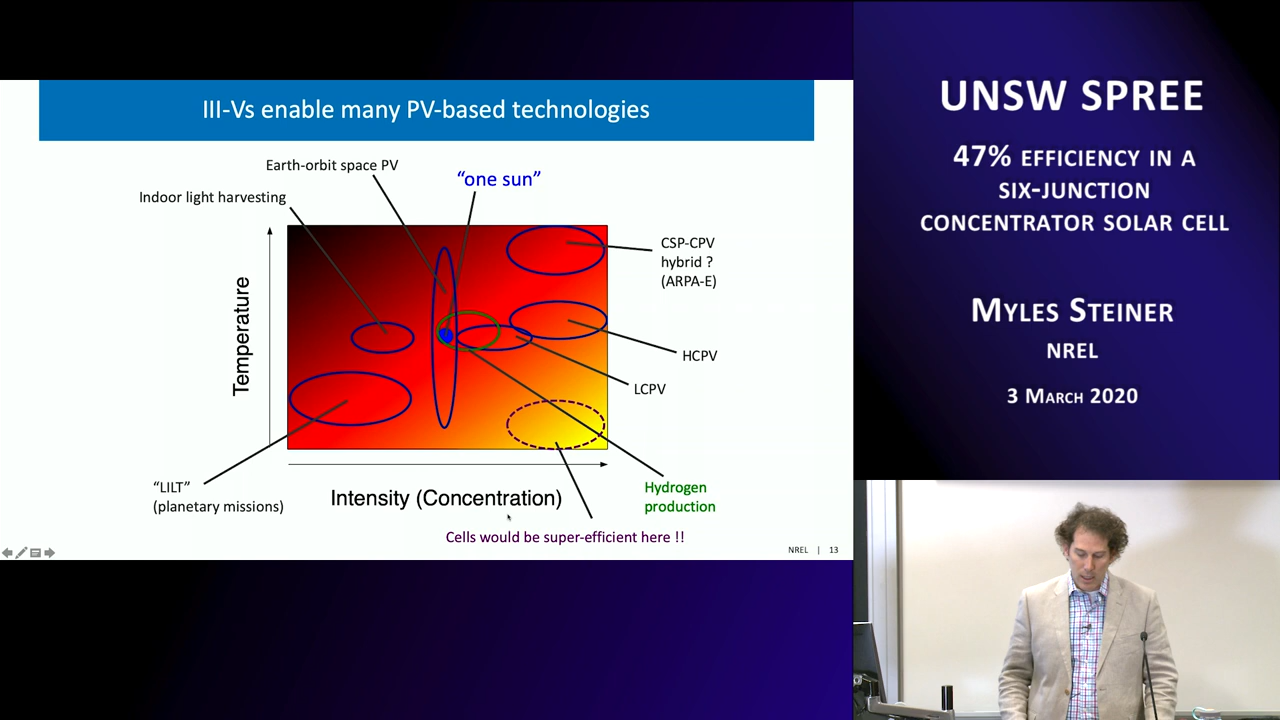 III-Vs enable many PV-based technologies
Earth-orbit space PV
"one sun"
Indoor light harvesting
CSP-CPV
hybrid ?
(ARPA-E)
Temperature
HCPV
LCPV
"LILT"
(planetary missions)
Intensity (Concentration)
Hydrogen
production
Cells would be super-efficient here !!
NREL | 13
UNSW SPREE
47% EFFICIENCY IN A
SIX-JUNCTION
CONCENTRATOR SOLAR CELL
MYLES STEINER
NREL
3 MARCH 2020